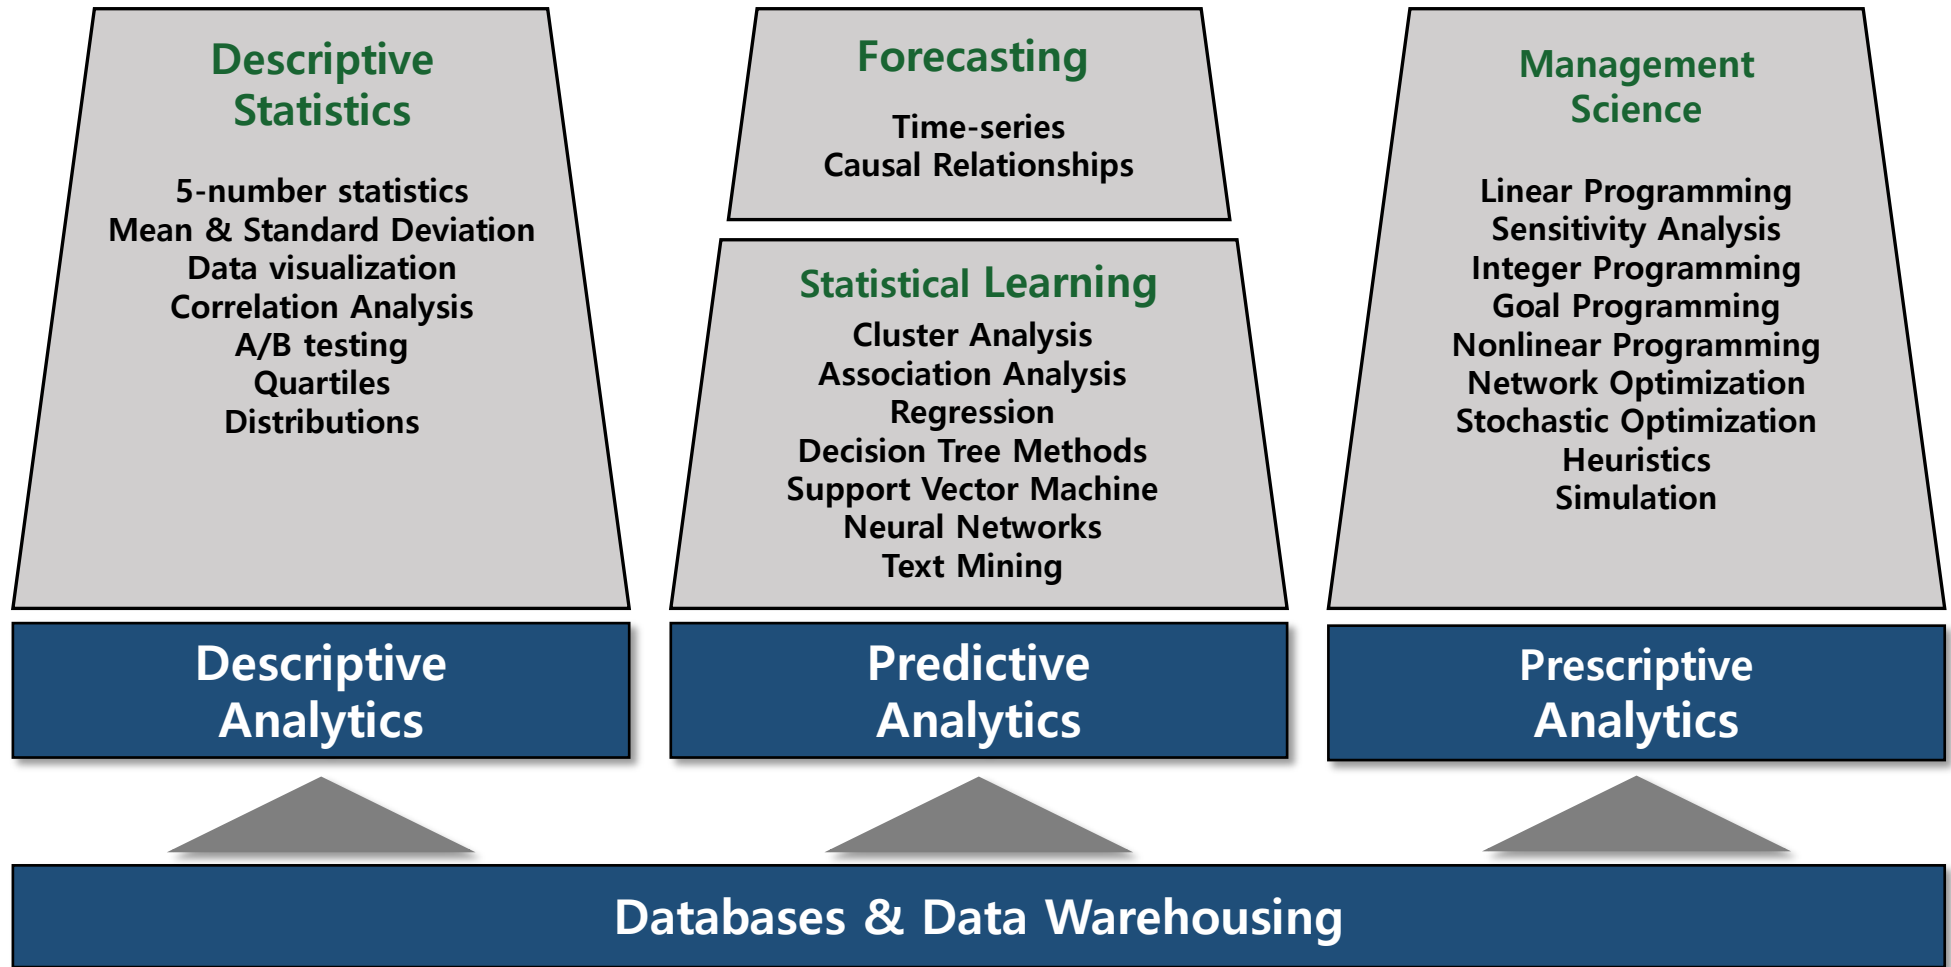 Descriptive
Statistics
5-number statistics
Mean & Standard Deviation
Data visualization
Correlation Analysis
A/B testing
Quartiles
Distributions
Descriptive
Analytics
Forecasting
Time-series
Causal Relationships
Statistical Learning
Cluster Analysis
Association Analysis
Regression
Decision Tree Methods
Support Vector Machine
Neural Networks
Text Mining
Predictive
Analytics
Management
Science
Linear Programming
Sensitivity Analysis
Integer Programming
Goal Programming
Nonlinear Programming
Network Optimization
Stochastic Optimization
Heuristics
Simulation
Prescriptive
Analytics
Databases & Data Warehousing